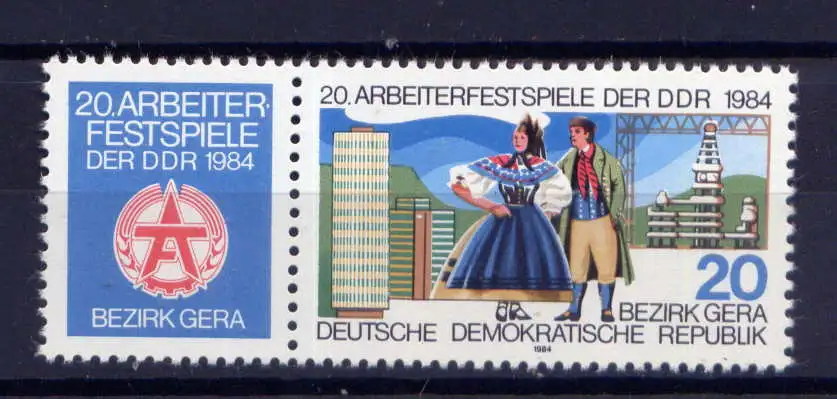 20. ARBEITER-
FESTSPIELE
DER DDR 1984
BEZIRK GERA
20. ARBEITERFESTSPIELE DER DDR 1984
20
BEZIRK GERA
DEUTSCHE DEMOKRATISCHE REPUBLIK
1984